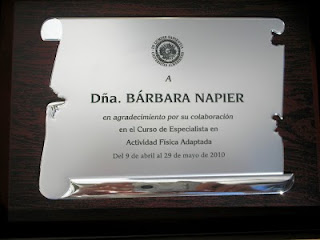 A
Dña. BÁRBARA NAPIER
en agradecimiento por su colaboración
en el Curso de Especialista en
Actividad Física Adaptada
Del 9 de abril al 29 de mayo de 2010